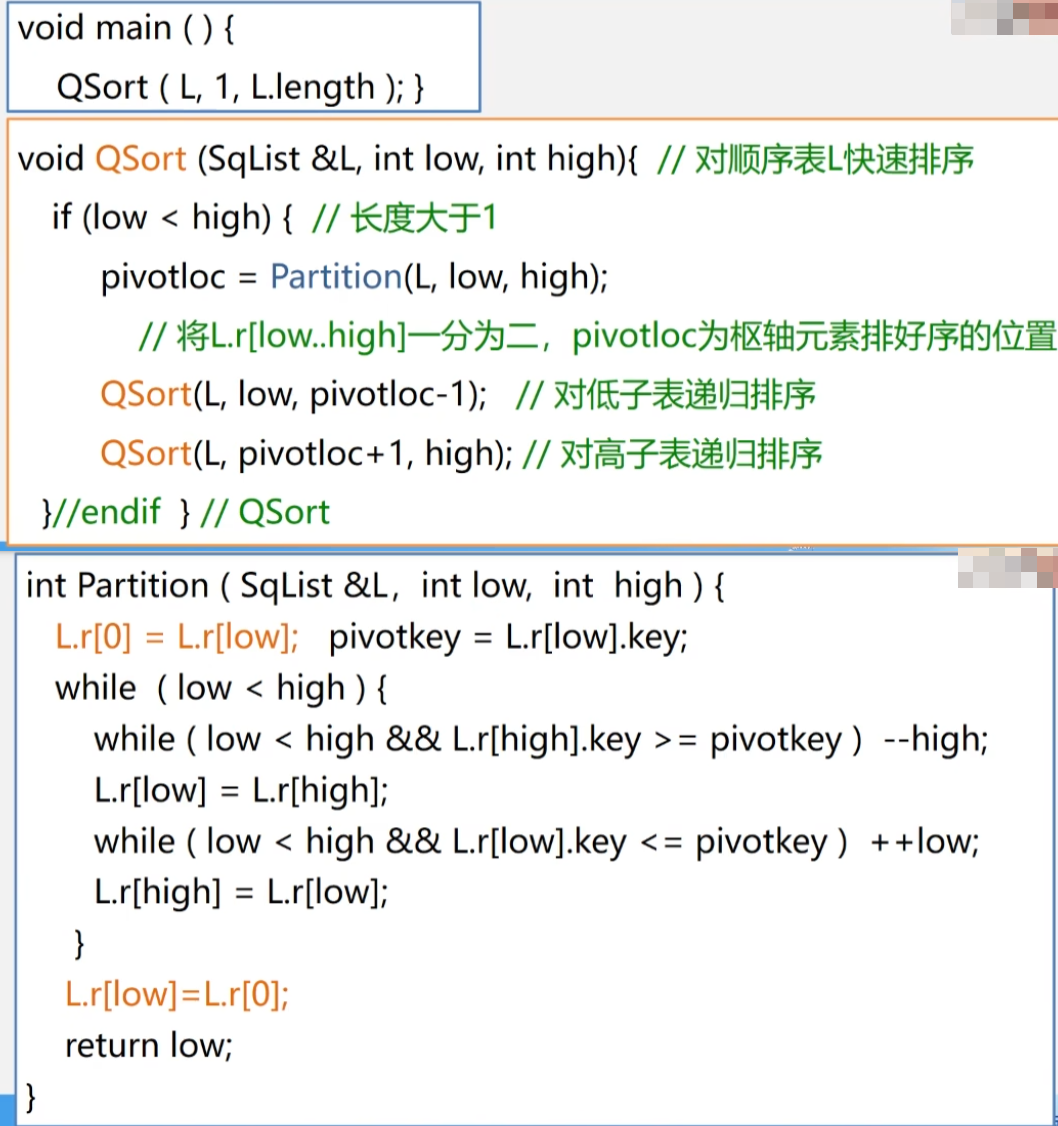 void main ( ) {
QSort ( L, 1, L.length ); }
void QSort (SqList &L, int low, int high){ // 对顺序表L快速排序
if (low < high) { // 长度大于1
pivotloc = Partition(L, low, high);
// 将L.r[low..high]一分为二，pivotloc为枢轴元素排好序的位置
QSort(L, low, pivotloc-1); // 对低子表递归排序
QSort(L, pivotloc+1, high); // 对高子表递归排序
}//endif } // QSort
int Partition ( SqList &L, int low, int high ) {
L.r[0] = L.r[low]; pivotkey = L.r[low].key;
while ( low < high ) {
while ( low < high && L.r[high].key >= pivotkey ) --high;
L.r[low] = L.r[high];
while ( low < high && L.r[low].key <= pivotkey ) ++low;
L.r[high] = L.r[low];
}
L.r[low]=L.r[0];
return low;
}